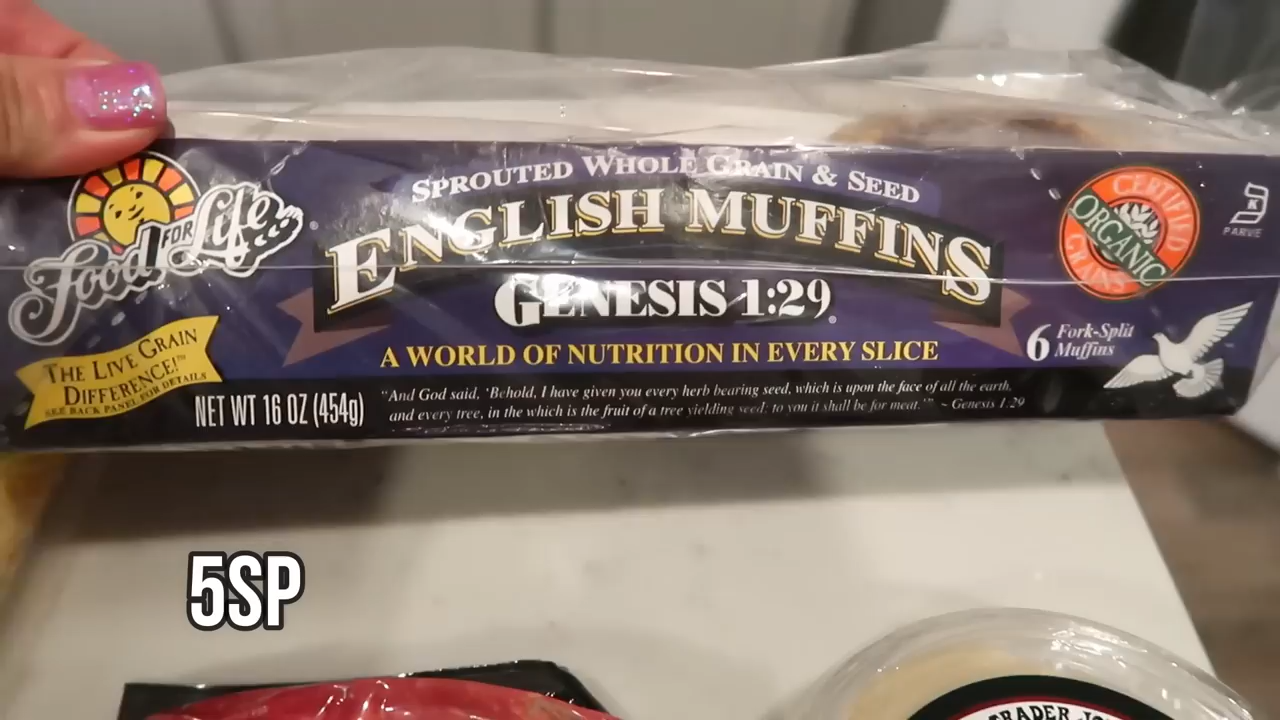 Food FOR Life
SPROUTED WHOLE GRAIN & SEED
ENGLISH MUFFINS
GENESIS 1:29®
A WORLD OF NUTRITION IN EVERY SLICE
CERTIFIED
ORGANIC
GRAINS
K
PARVE
6 Fork-Split
Muffins
THE LIVE GRAIN
DIFFERENCE!™
SEE BACK PANEL FOR DETAILS
NET WT 16 OZ (454g)
"And God said, 'Behold, I have given you every herb bearing seed, which is upon the face of all the earth,
and every tree, in the which is the fruit of a tree yielding seed: to you it shall be for meat.'" ~ Genesis 1:29
5SP
TRADER